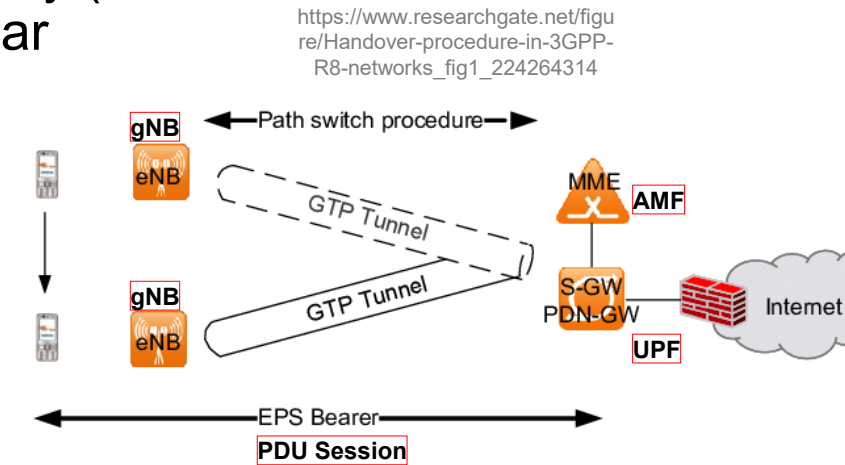 ar
https://www.researchgate.net/figu
re/Handover-procedure-in-3GPP-
R8-networks_fig1_224264314
gNB
Path switch procedure
eNB
GTP Tunnel
MME
AMF
gNB
eNB
GTP Tunnel
S-GW
PDN-GW
Internet
UPF
EPS Bearer
PDU Session